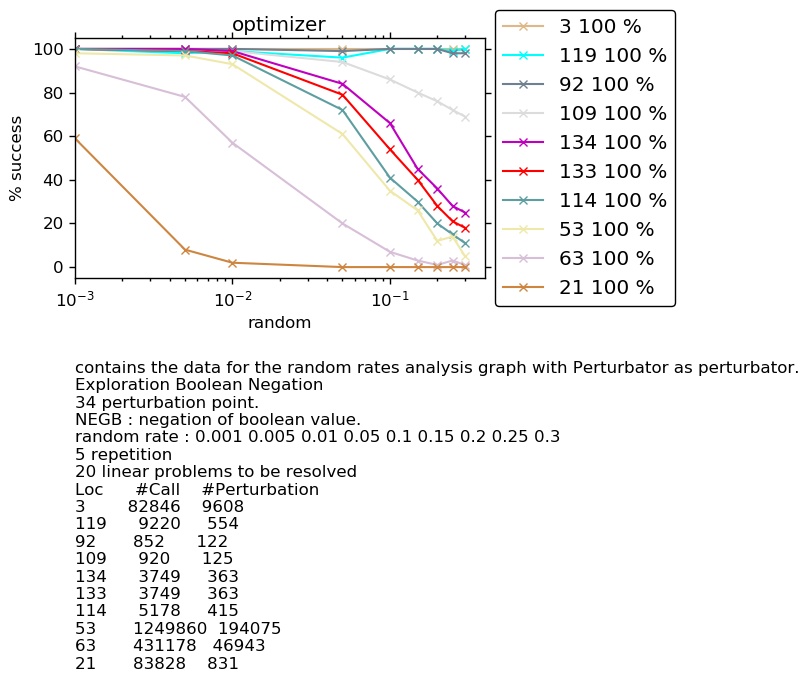 optimizer
100
80
60
40
20
0
% success
10⁻³
10⁻²
10⁻¹
random
3 100 %
119 100 %
92 100 %
109 100 %
134 100 %
133 100 %
114 100 %
53 100 %
63 100 %
21 100 %
contains the data for the random rates analysis graph with Perturbator as perturbator.
Exploration Boolean Negation
34 perturbation point.
NEGB : negation of boolean value.
random rate : 0.001 0.005 0.01 0.05 0.1 0.15 0.2 0.25 0.3
5 repetition
20 linear problems to be resolved
Loc #Call #Perturbation
3 82846 9608
119 9220 554
92 852 122
109 920 125
134 3749 363
133 3749 363
114 5178 415
53 1249860 194075
63 431178 46943
21 83828 831